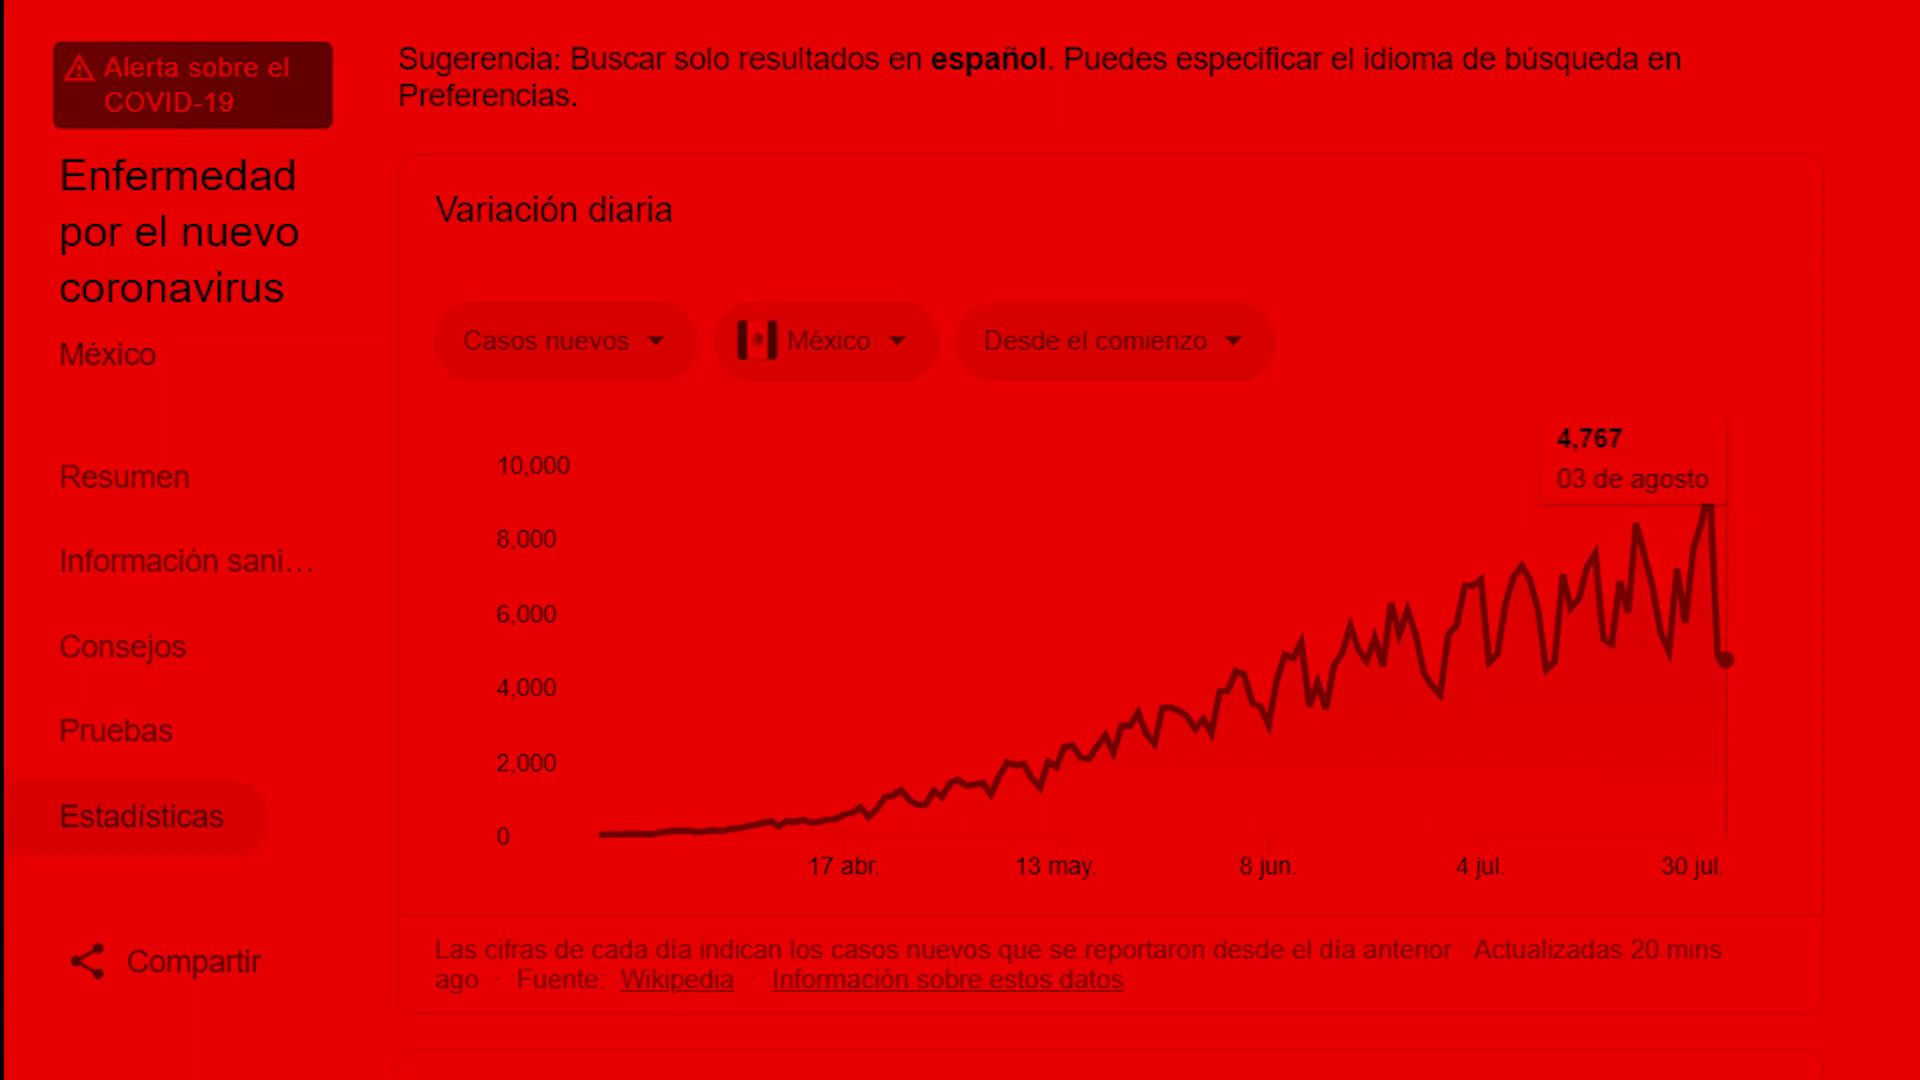 Alerta sobre el
COVID-19
Enfermedad
por el nuevo
coronavirus
México
Resumen
Información sani...
Consejos
Pruebas
Estadísticas
Compartir
Sugerencia: Buscar solo resultados en español. Puedes especificar el idioma de búsqueda en
Preferencias.
Variación diaria
Casos nuevos México Desde el comienzo
4,767
03 de agosto
10,000
8,000
6,000
4,000
2,000
0
17 abr. 13 may. 8 jun. 4 jul. 30 jul.
Las cifras de cada día indican los casos nuevos que se reportaron desde el día anterior · Actualizadas 20 mins
ago · Fuente: Wikipedia · Información sobre estos datos